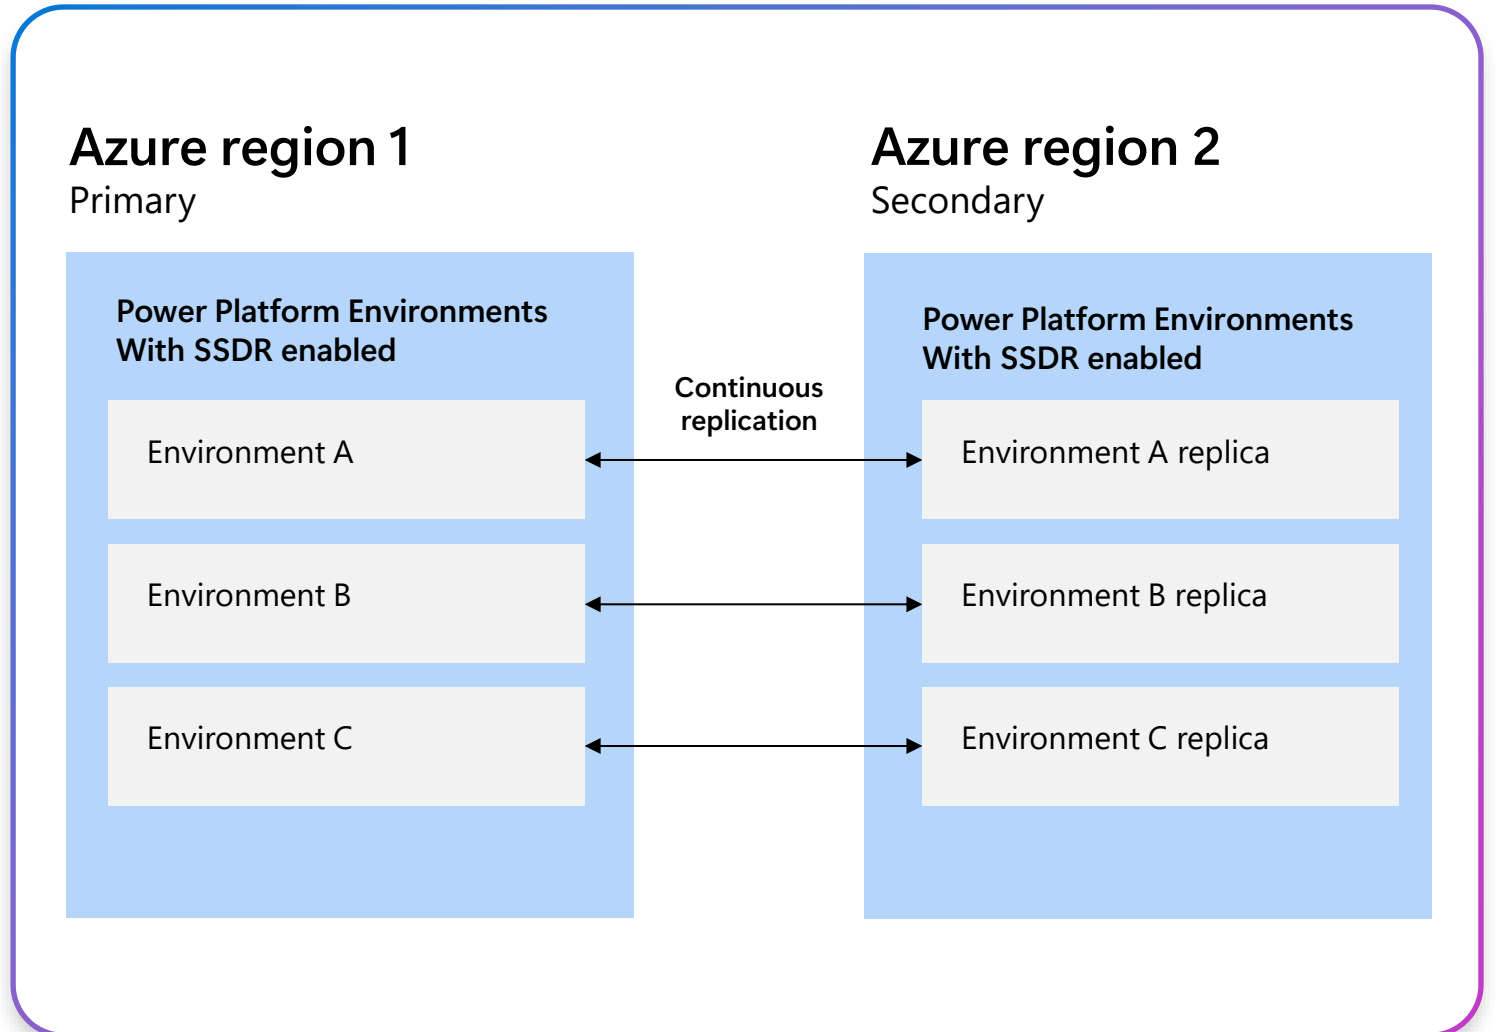 Azure region 1
Primary
Power Platform Environments
With SSDR enabled
Environment A
Environment B
Environment C
Continuous
replication
Azure region 2
Secondary
Power Platform Environments
With SSDR enabled
Environment A replica
Environment B replica
Environment C replica